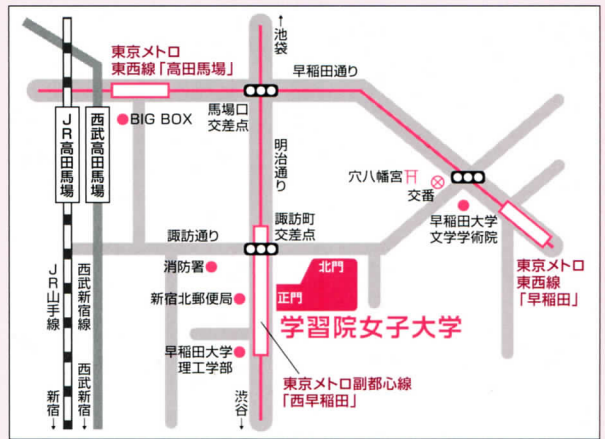 ←池袋
東京メトロ
東西線「高田馬場」
早稲田通り
JR高田馬場
西武高田馬場
BIG BOX
馬場口
交差点
明治通り
穴八幡宮
交番
早稲田大学
文学学術院
諏訪町
交差点
諏訪通り
東京メトロ
東西線
「早稲田」
消防署
北門
正門
新宿北郵便局
学習院女子大学
JR山手線
西武新宿線
早稲田大学
理工学部
東京メトロ副都心線
「西早稲田」
新宿→
西武新宿→
渋谷→